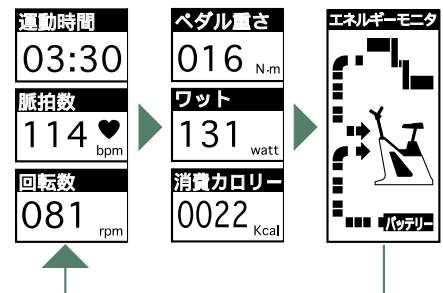 運動時間
03:30
脈拍数
114
bpm
回転数
081 rpm
ペダル重さ
016 N·m
ワット
131 watt
消費カロリー
0022 Kcal
エネルギーモニタ
バッテリー